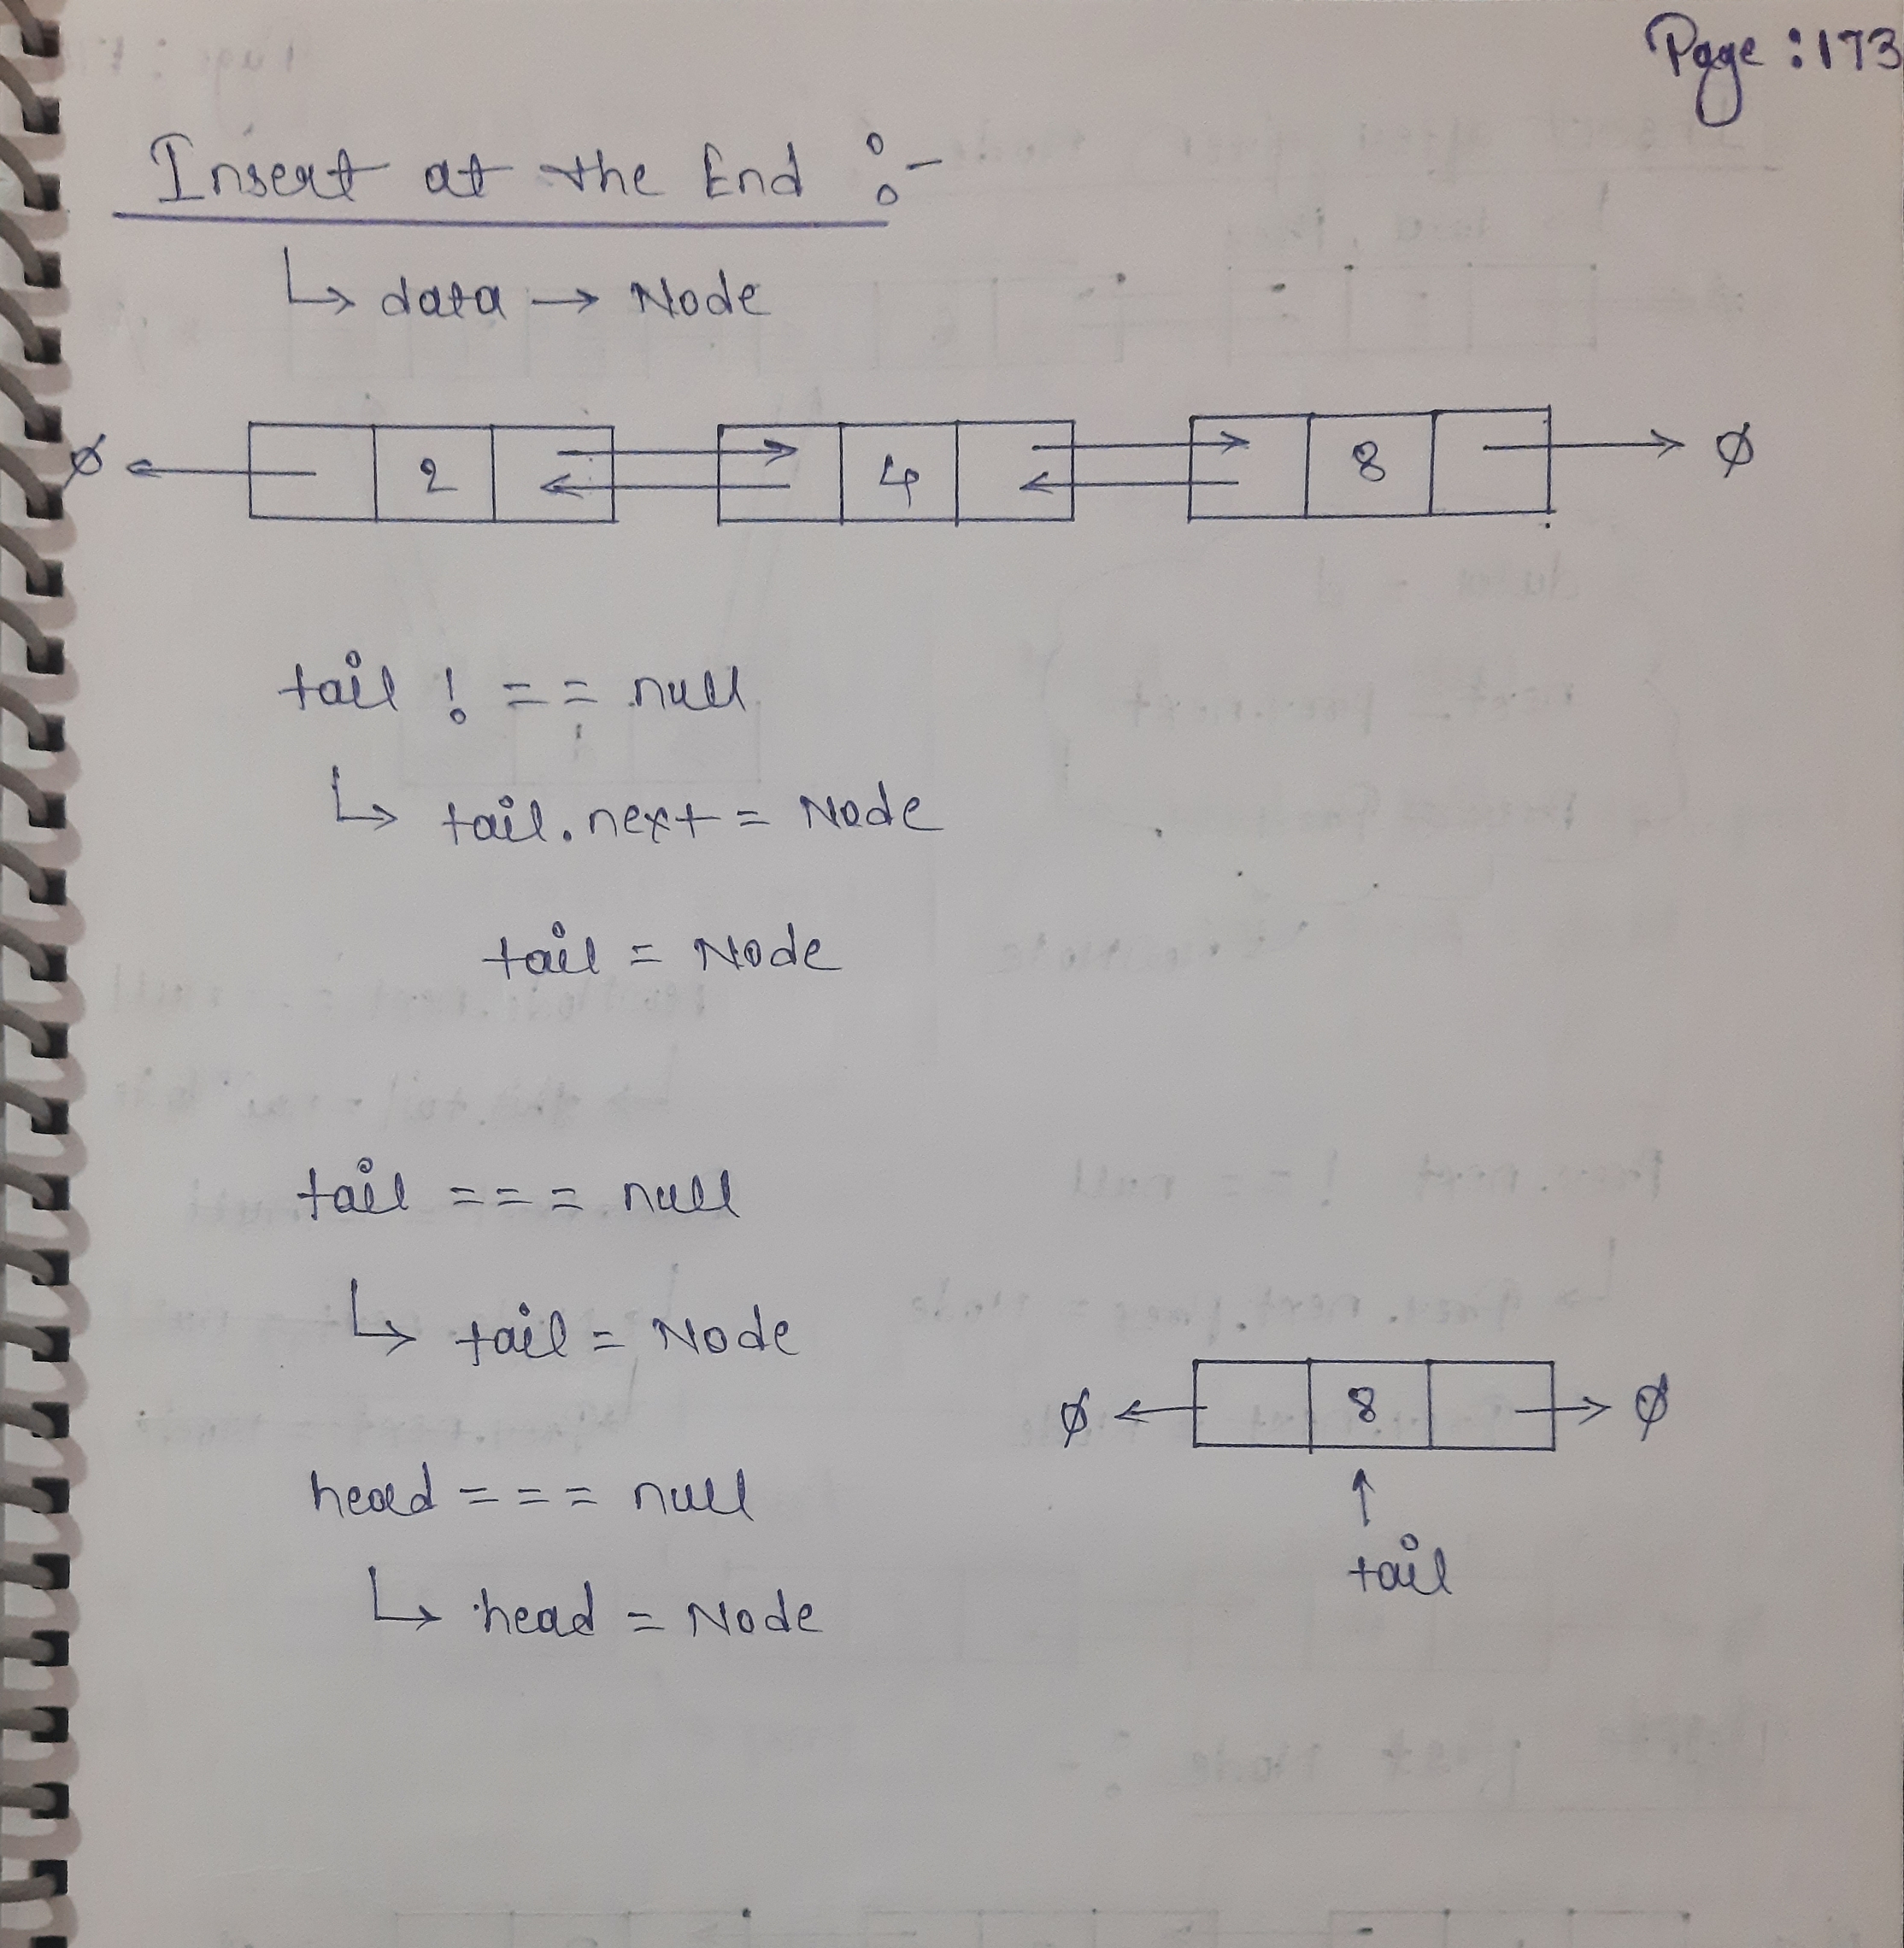 Page : 173
Insert at the End :-
↳ data → Node
∅ ← 2 4 8 → ∅
tail ! = = null
↳ tail.next = Node
tail = Node
tail = = = null
↳ tail = Node
∅ ← 8 → ∅
head = = = null
↑
tail
↳ head = Node